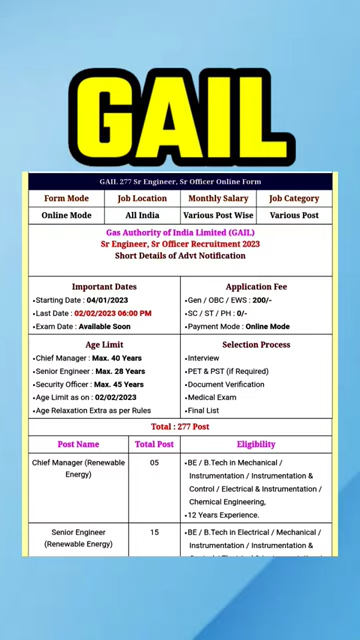 GAIL
GAIL 277 Sr Engineer, Sr Officer Online Form
Form Mode Job Location Monthly Salary Job Category
Online Mode All India Various Post Wise Various Post
Gas Authority of India Limited (GAIL)
Sr Engineer, Sr Officer Recruitment 2023
Short Details of Advt Notification
Important Dates
•Starting Date : 04/01/2023
•Last Date : 02/02/2023 06:00 PM
•Exam Date : Available Soon
Application Fee
•Gen / OBC / EWS : 200/-
•SC / ST / PH : 0/-
•Payment Mode : Online Mode
Age Limit
•Chief Manager : Max. 40 Years
•Senior Engineer : Max. 28 Years
•Security Officer : Max. 45 Years
•Age Limit as on : 02/02/2023
•Age Relaxation Extra as per Rules
Selection Process
•Interview
•PET & PST (if Required)
•Document Verification
•Medical Exam
•Final List
Total : 277 Post
Post Name Total Post Eligibility
Chief Manager (Renewable
Energy)
05
•BE / B.Tech in Mechanical /
Instrumentation / Instrumentation &
Control / Electrical & Instrumentation /
Chemical Engineering,
•12 Years Experience.
Senior Engineer
(Renewable Energy)
15
•BE / B.Tech in Electrical / Mechanical /
Instrumentation / Instrumentation &